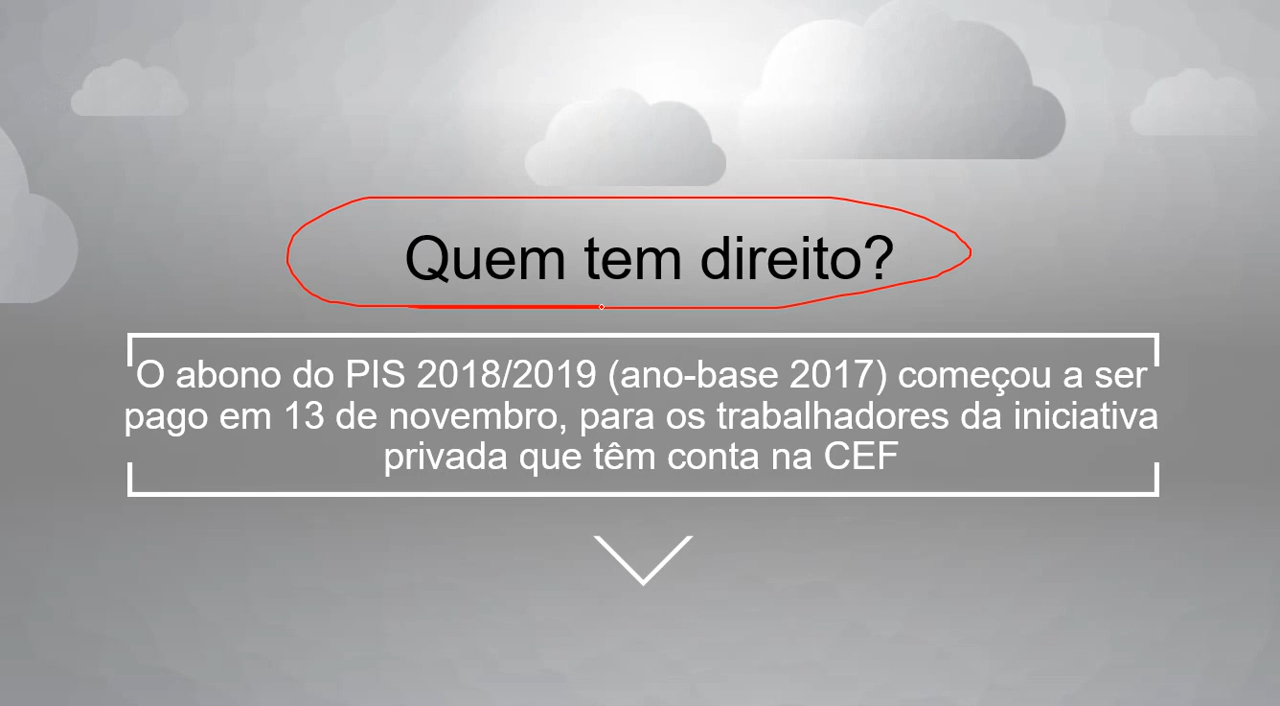 Quem tem direito?
O abono do PIS 2018/2019 (ano-base 2017) começou a ser
pago em 13 de novembro, para os trabalhadores da iniciativa
privada que têm conta na CEF